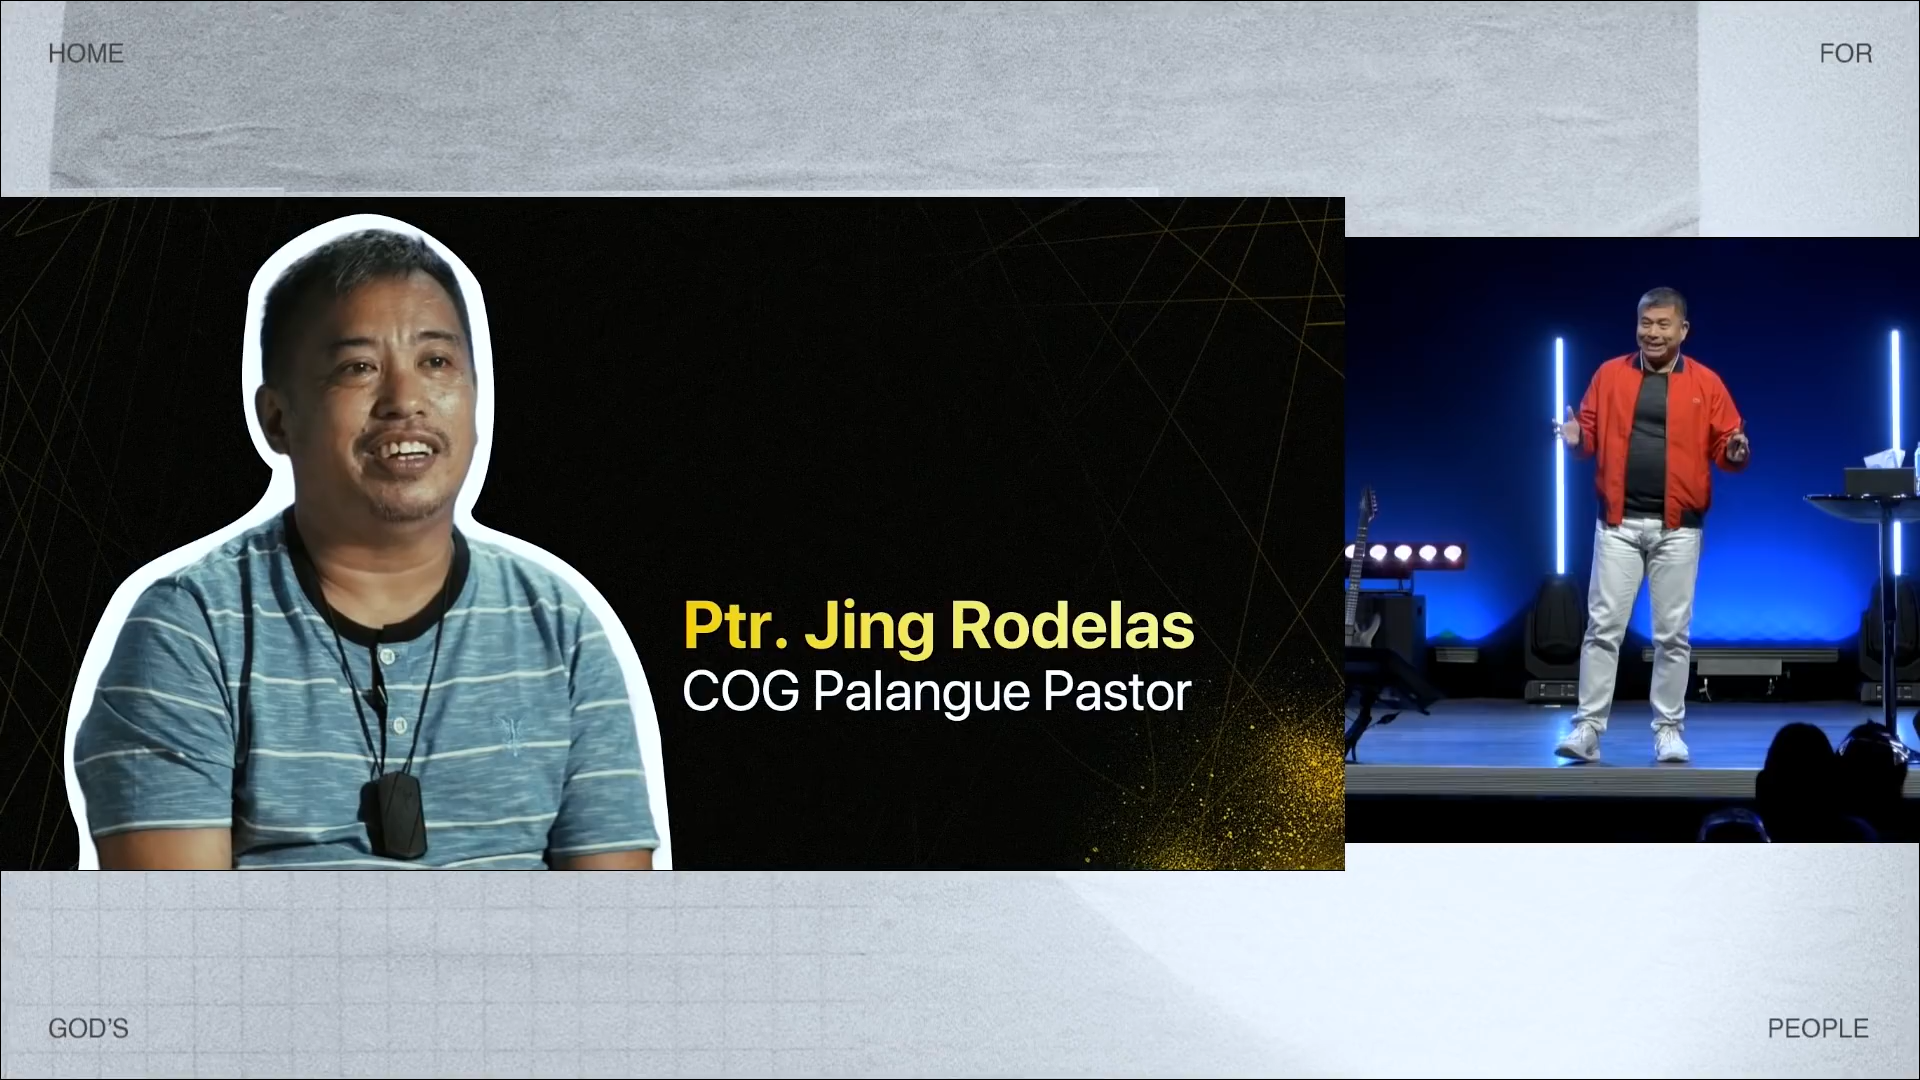 HOME
FOR
Ptr. Jing Rodelas
COG Palangue Pastor
GOD'S
PEOPLE